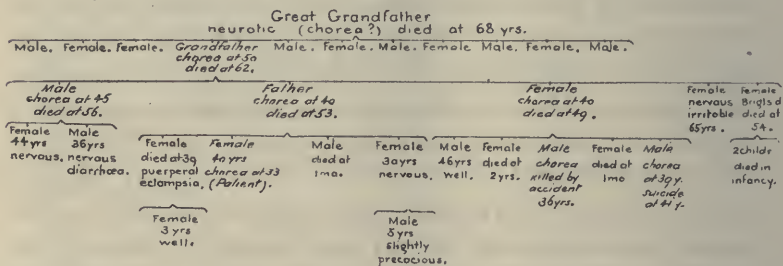 Great Grandfather
neurotic (chorea?) died at 68 yrs.
Male. Female. Female. Grandfather Male. Female. Male. Female Male. Female. Male.
chorea at 50
died at 62.
Male Father Female Female Female
chorea at 45 chorea at 40 chorea at 40 nervous Brights d
died at 56. died at 53. died at 49. irritable died at
65 yrs. 54.
Female Male
44 yrs 36 yrs
nervous. nervous
diarrhœa.
Female Female Male Female Male Female Male Female Male
died at 39 40 yrs died at 30 yrs 46 yrs died at chorea died at chorea
puerperal chorea at 33 1 mo. nervous. well. 2 yrs. killed by 1 mo at 39 y.
eclampsia. (Patient). accident suicide
36 yrs. at 41 y.
2 childr
died in
infancy.
Female
3 yrs
well.
Male
5 yrs
slightly
precocious.